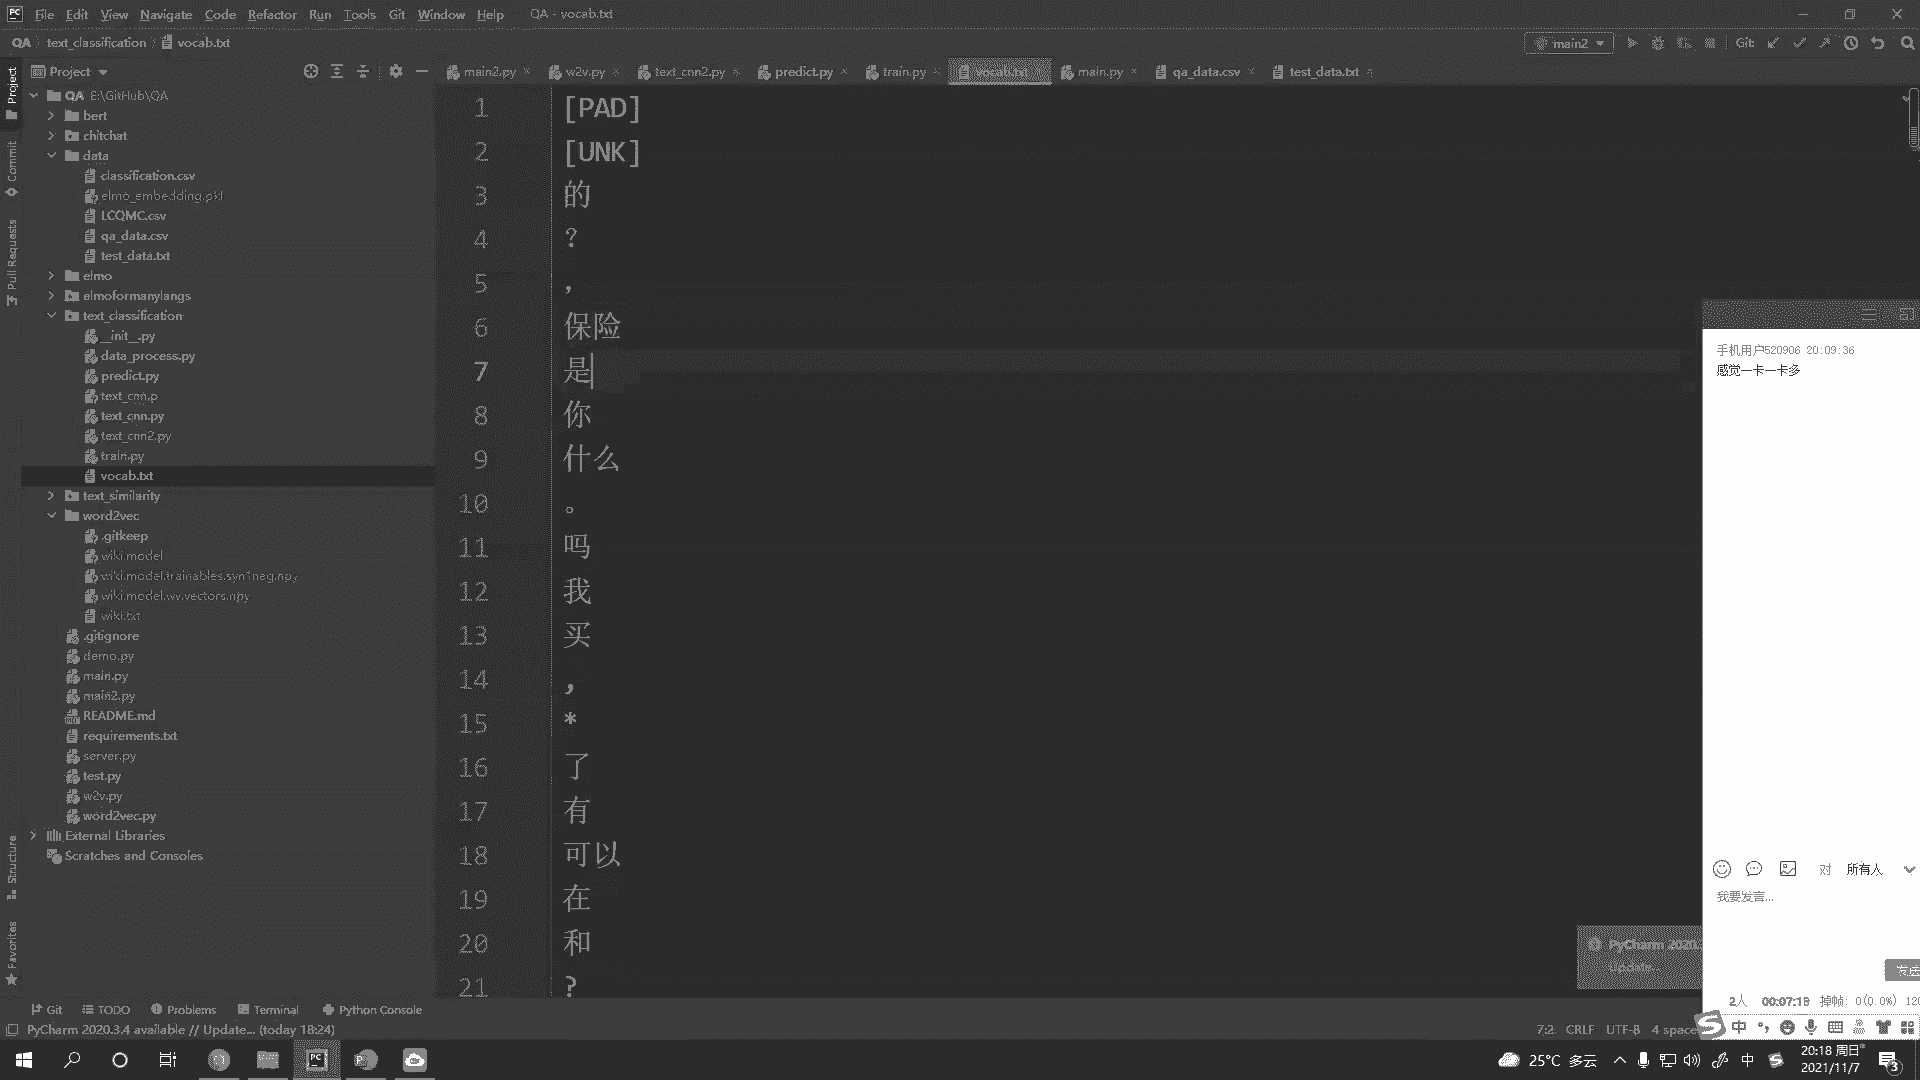 File Edit View Navigate Code Refactor Run Tools Git Window Help QA - vocab.txt
QA text_classification vocab.txt main2 Git:
Project
main2.py w2v.py text_cnn2.py predict.py train.py vocab.txt main.py qa_data.csv test_data.txt
QA E:\GitHub\QA
bert
chitchat
data
classification.csv
elmo_embedding.pkl
LCQMC.csv
qa_data.csv
test_data.txt
elmo
elmoformanylangs
text_classification
__init__.py
data_process.py
predict.py
text_cnn.p
text_cnn.py
text_cnn2.py
train.py
vocab.txt
text_similarity
word2vec
.gitkeep
wiki.model
wiki.model.trainables.syn1neg.npy
wiki.model.wv.vectors.npy
wiki.txt
.gitignore
demo.py
main.py
main2.py
README.md
requirements.txt
server.py
test.py
w2v.py
word2vec.py
External Libraries
Scratches and Consoles
Project
Commit
Pull Requests
Structure
Favorites
1 [PAD]
2 [UNK]
3 的
4 ？
5 ，
6 保险
7 是
8 你
9 什么
10 。
11 吗
12 我
13 买
14 ,
15 *
16 了
17 有
18 可以
19 在
20 和
21 ?
手机用户520906 20:09:36
感觉一卡一卡多
对 所有人
我要发言...
发送
2人 00:07:18 掉帧: 0(0.0%) 120
PyCharm 2020.
Update...
Git TODO Problems Terminal Python Console
PyCharm 2020.3.4 available // Update... (today 18:24)
7:2 CRLF UTF-8 4 space
中
25°C 多云 中 20:18 周日
2021/11/7
3